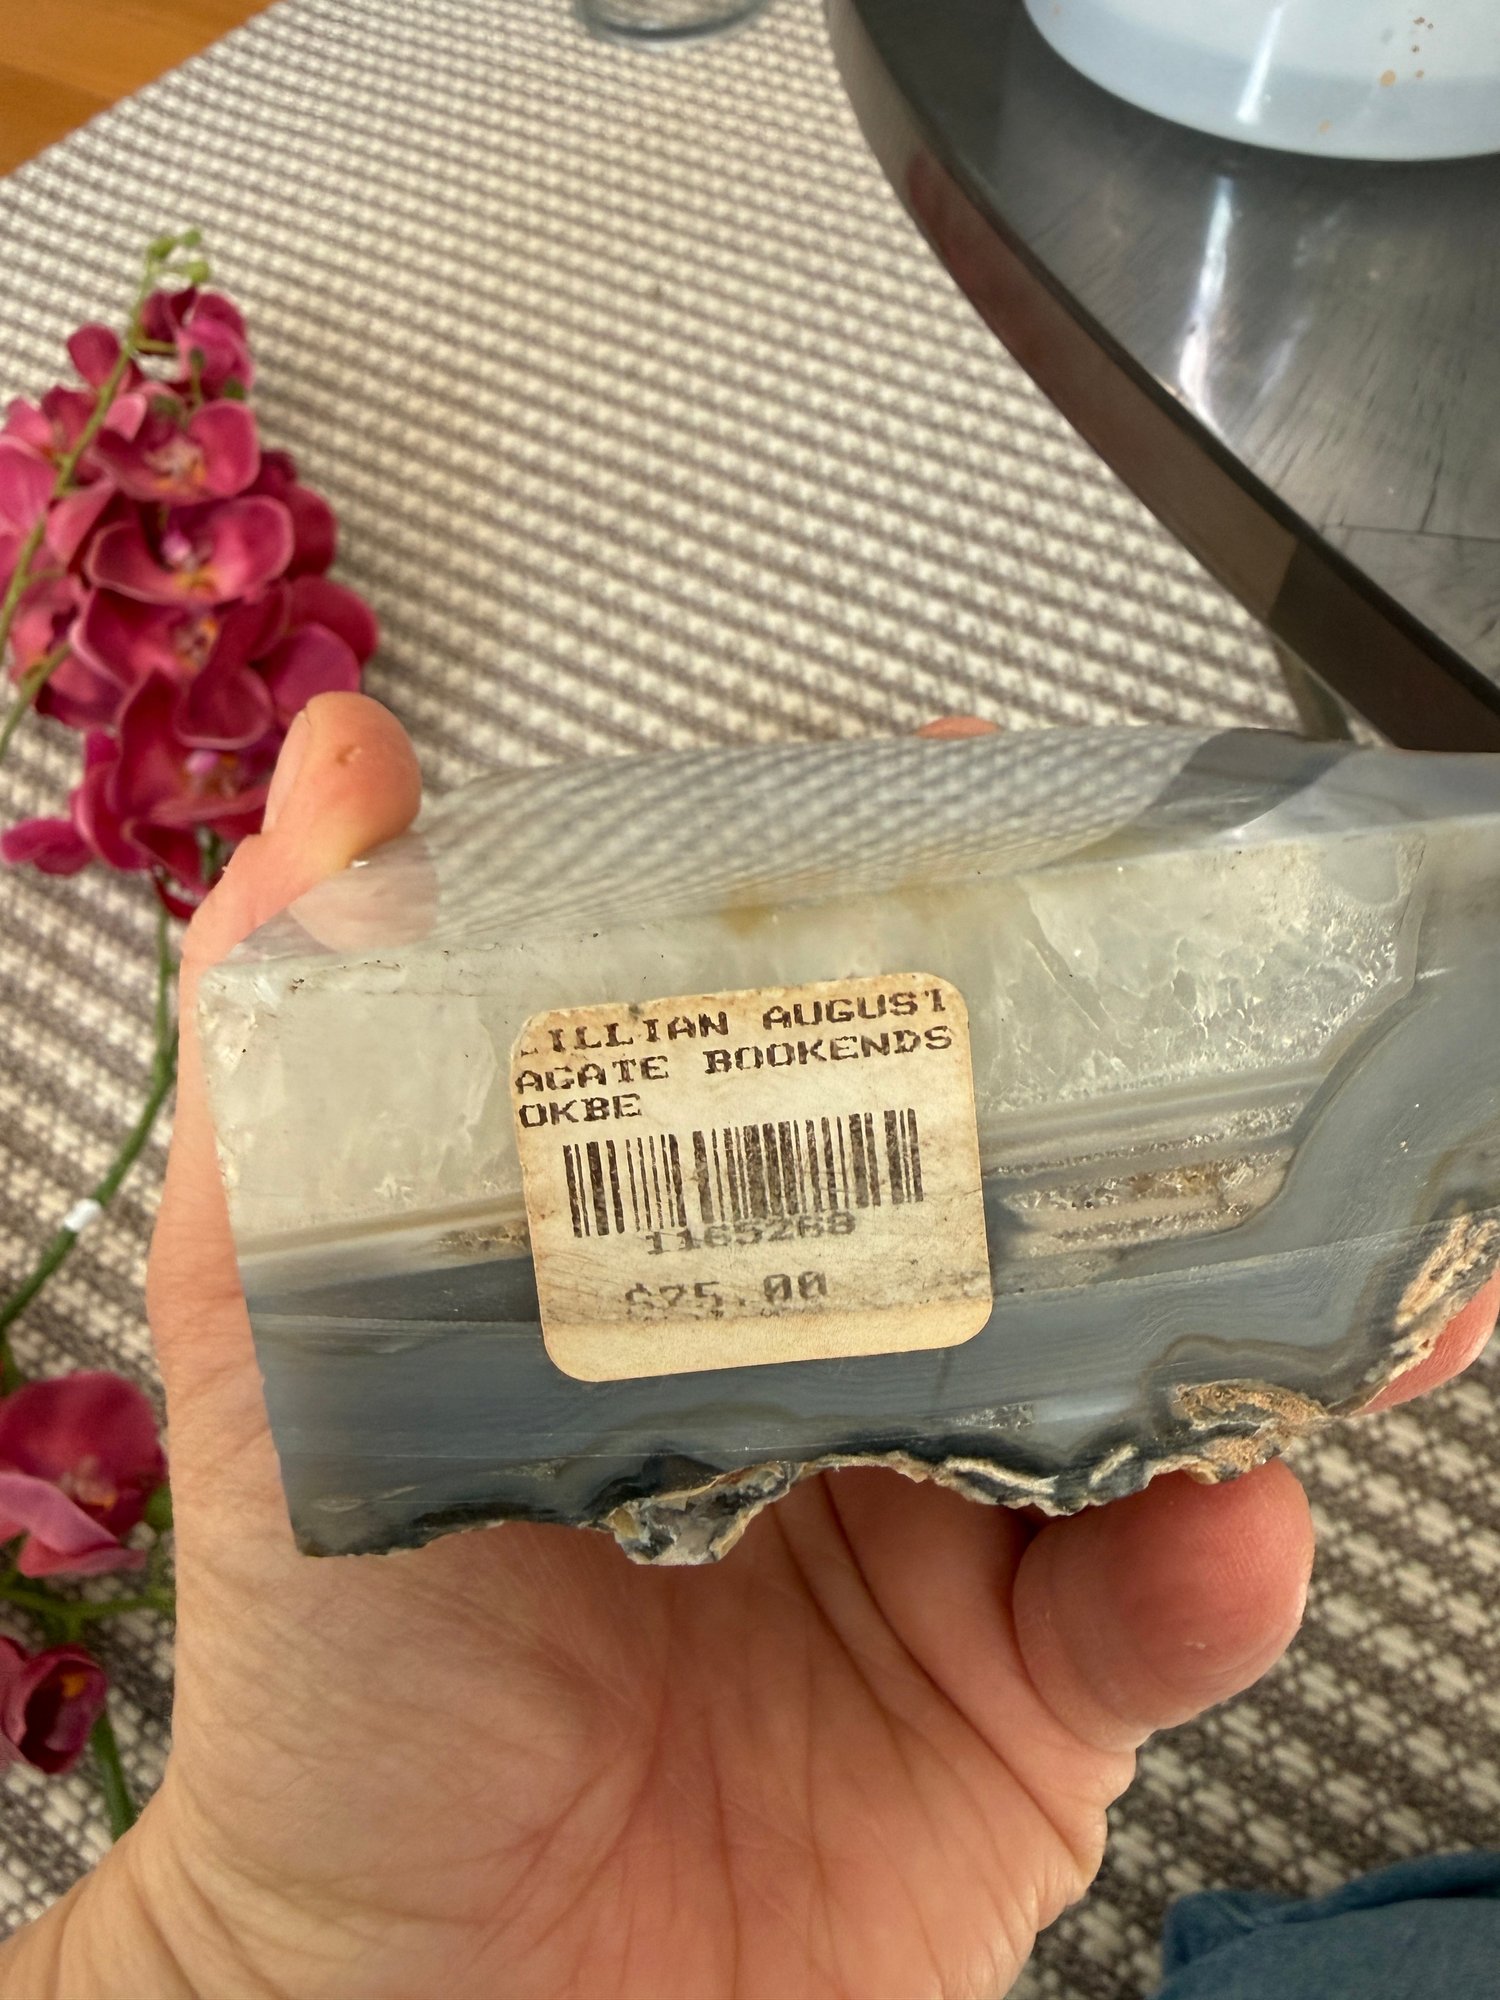 ILLIAN AUGUST
AGATE BOOKENDS
OKBE
1165268
$75.00